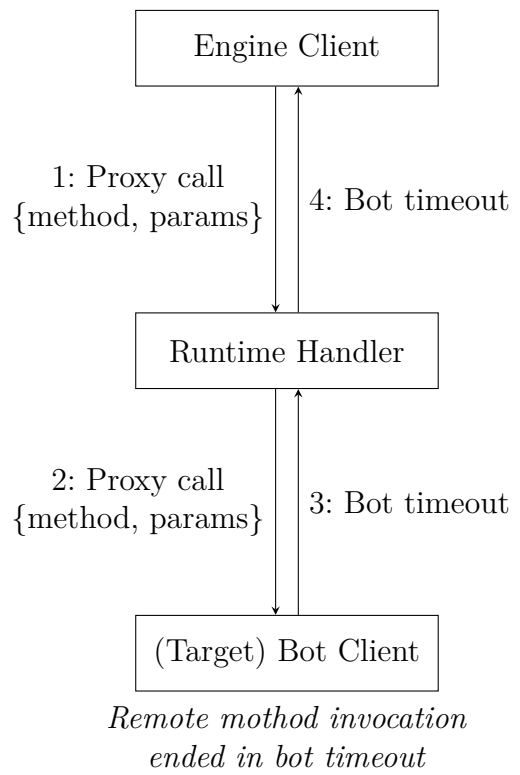 Engine Client
1: Proxy call
{method, params}
4: Bot timeout
Runtime Handler
2: Proxy call
{method, params}
3: Bot timeout
(Target) Bot Client
Remote mothod invocation
ended in bot timeout